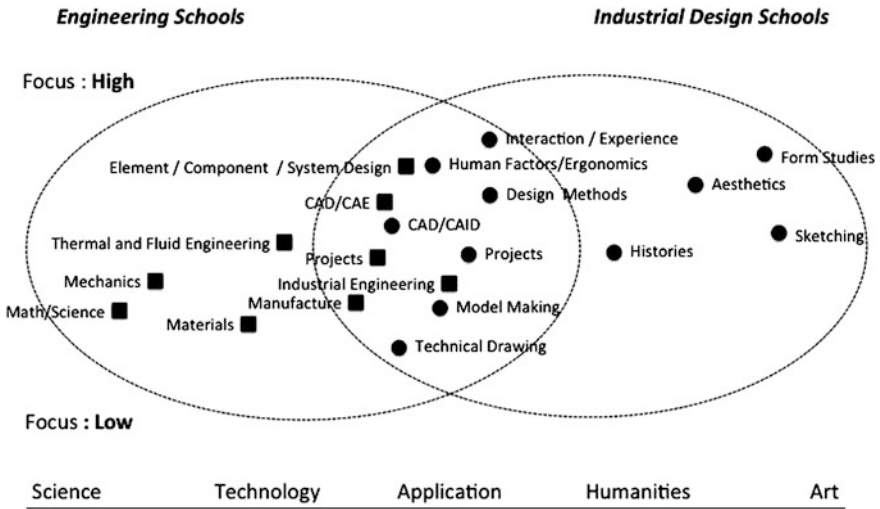 Engineering Schools
Industrial Design Schools
Focus : High
Interaction / Experience
Form Studies
Element / Component / System Design
Human Factors/Ergonomics
Aesthetics
Design Methods
CAD/CAE
CAD/CAID
Sketching
Thermal and Fluid Engineering
Projects
Projects
Histories
Mechanics
Industrial Engineering
Math/Science
Manufacture
Model Making
Materials
Technical Drawing
Focus : Low
Science
Technology
Application
Humanities
Art